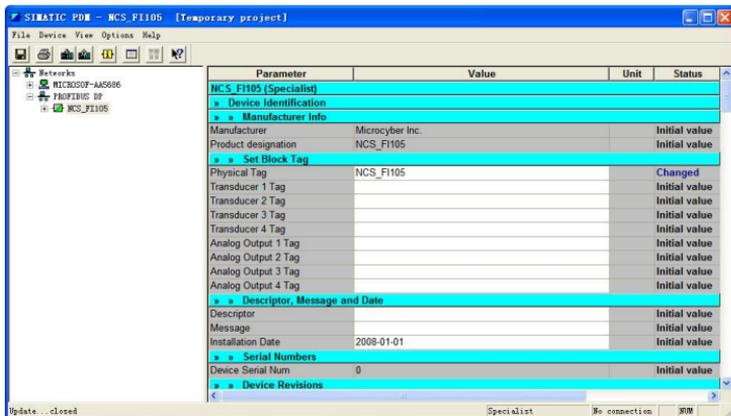 SIMATIC PDM - NCS_FI105 [Temporary project]
File Device View Options Help
Networks
MICROSOF-AA5686
PROFIBUS DP
NCS_FI105
Parameter Value Unit Status
NCS_FI105 (Specialist)
» Device Identification
» » Manufacturer Info
Manufacturer Microcyber Inc. Initial value
Product designation NCS_FI105 Initial value
» » Set Block Tag
Physical Tag NCS_FI105 Changed
Transducer 1 Tag Initial value
Transducer 2 Tag Initial value
Transducer 3 Tag Initial value
Transducer 4 Tag Initial value
Analog Output 1 Tag Initial value
Analog Output 2 Tag Initial value
Analog Output 3 Tag Initial value
Analog Output 4 Tag Initial value
» » Descriptor, Message and Date
Descriptor Initial value
Message Initial value
Installation Date 2008-01-01 Initial value
» » Serial Numbers
Device Serial Num 0 Initial value
» » Device Revisions
Update...closed Specialist No connection NUM